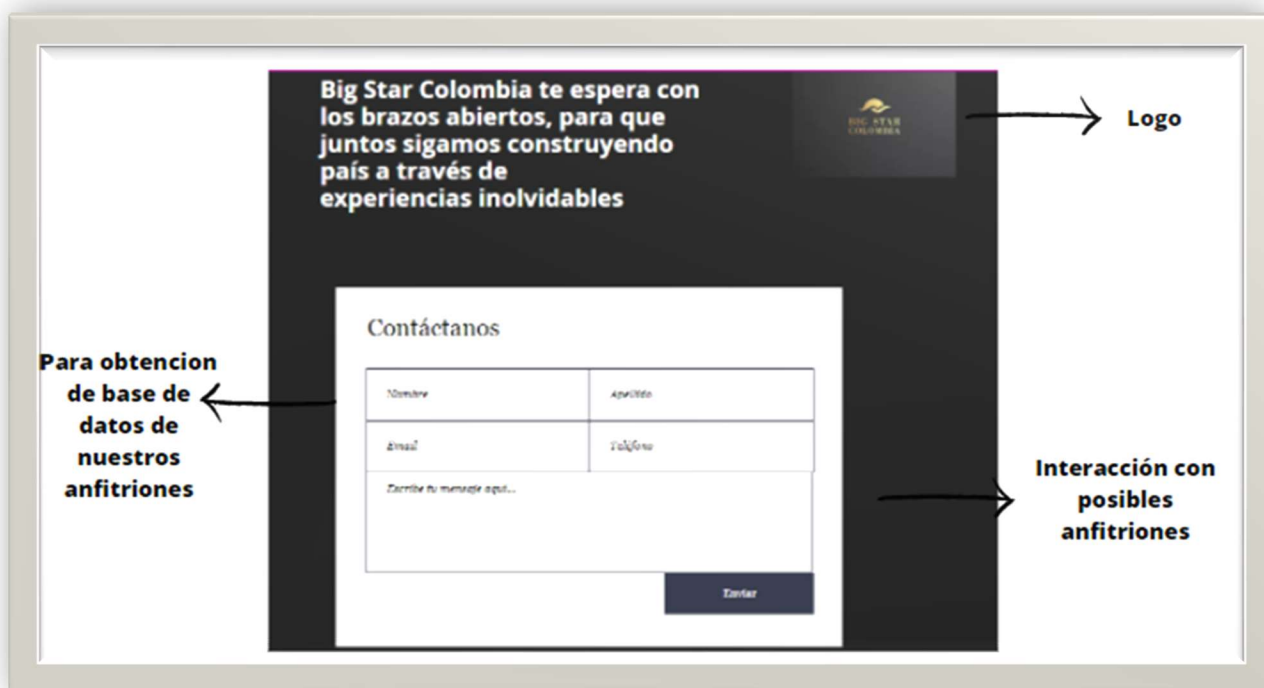 Big Star Colombia te espera con
los brazos abiertos, para que
juntos sigamos construyendo
país a través de
experiencias inolvidables
BIG STAR
COLOMBIA
Logo
Contáctanos
Nombre
Apellido
Email
Teléfono
Escribe tu mensaje aquí...
Enviar
Para obtencion
de base de
datos de
nuestros
anfitriones
Interacción con
posibles
anfitriones